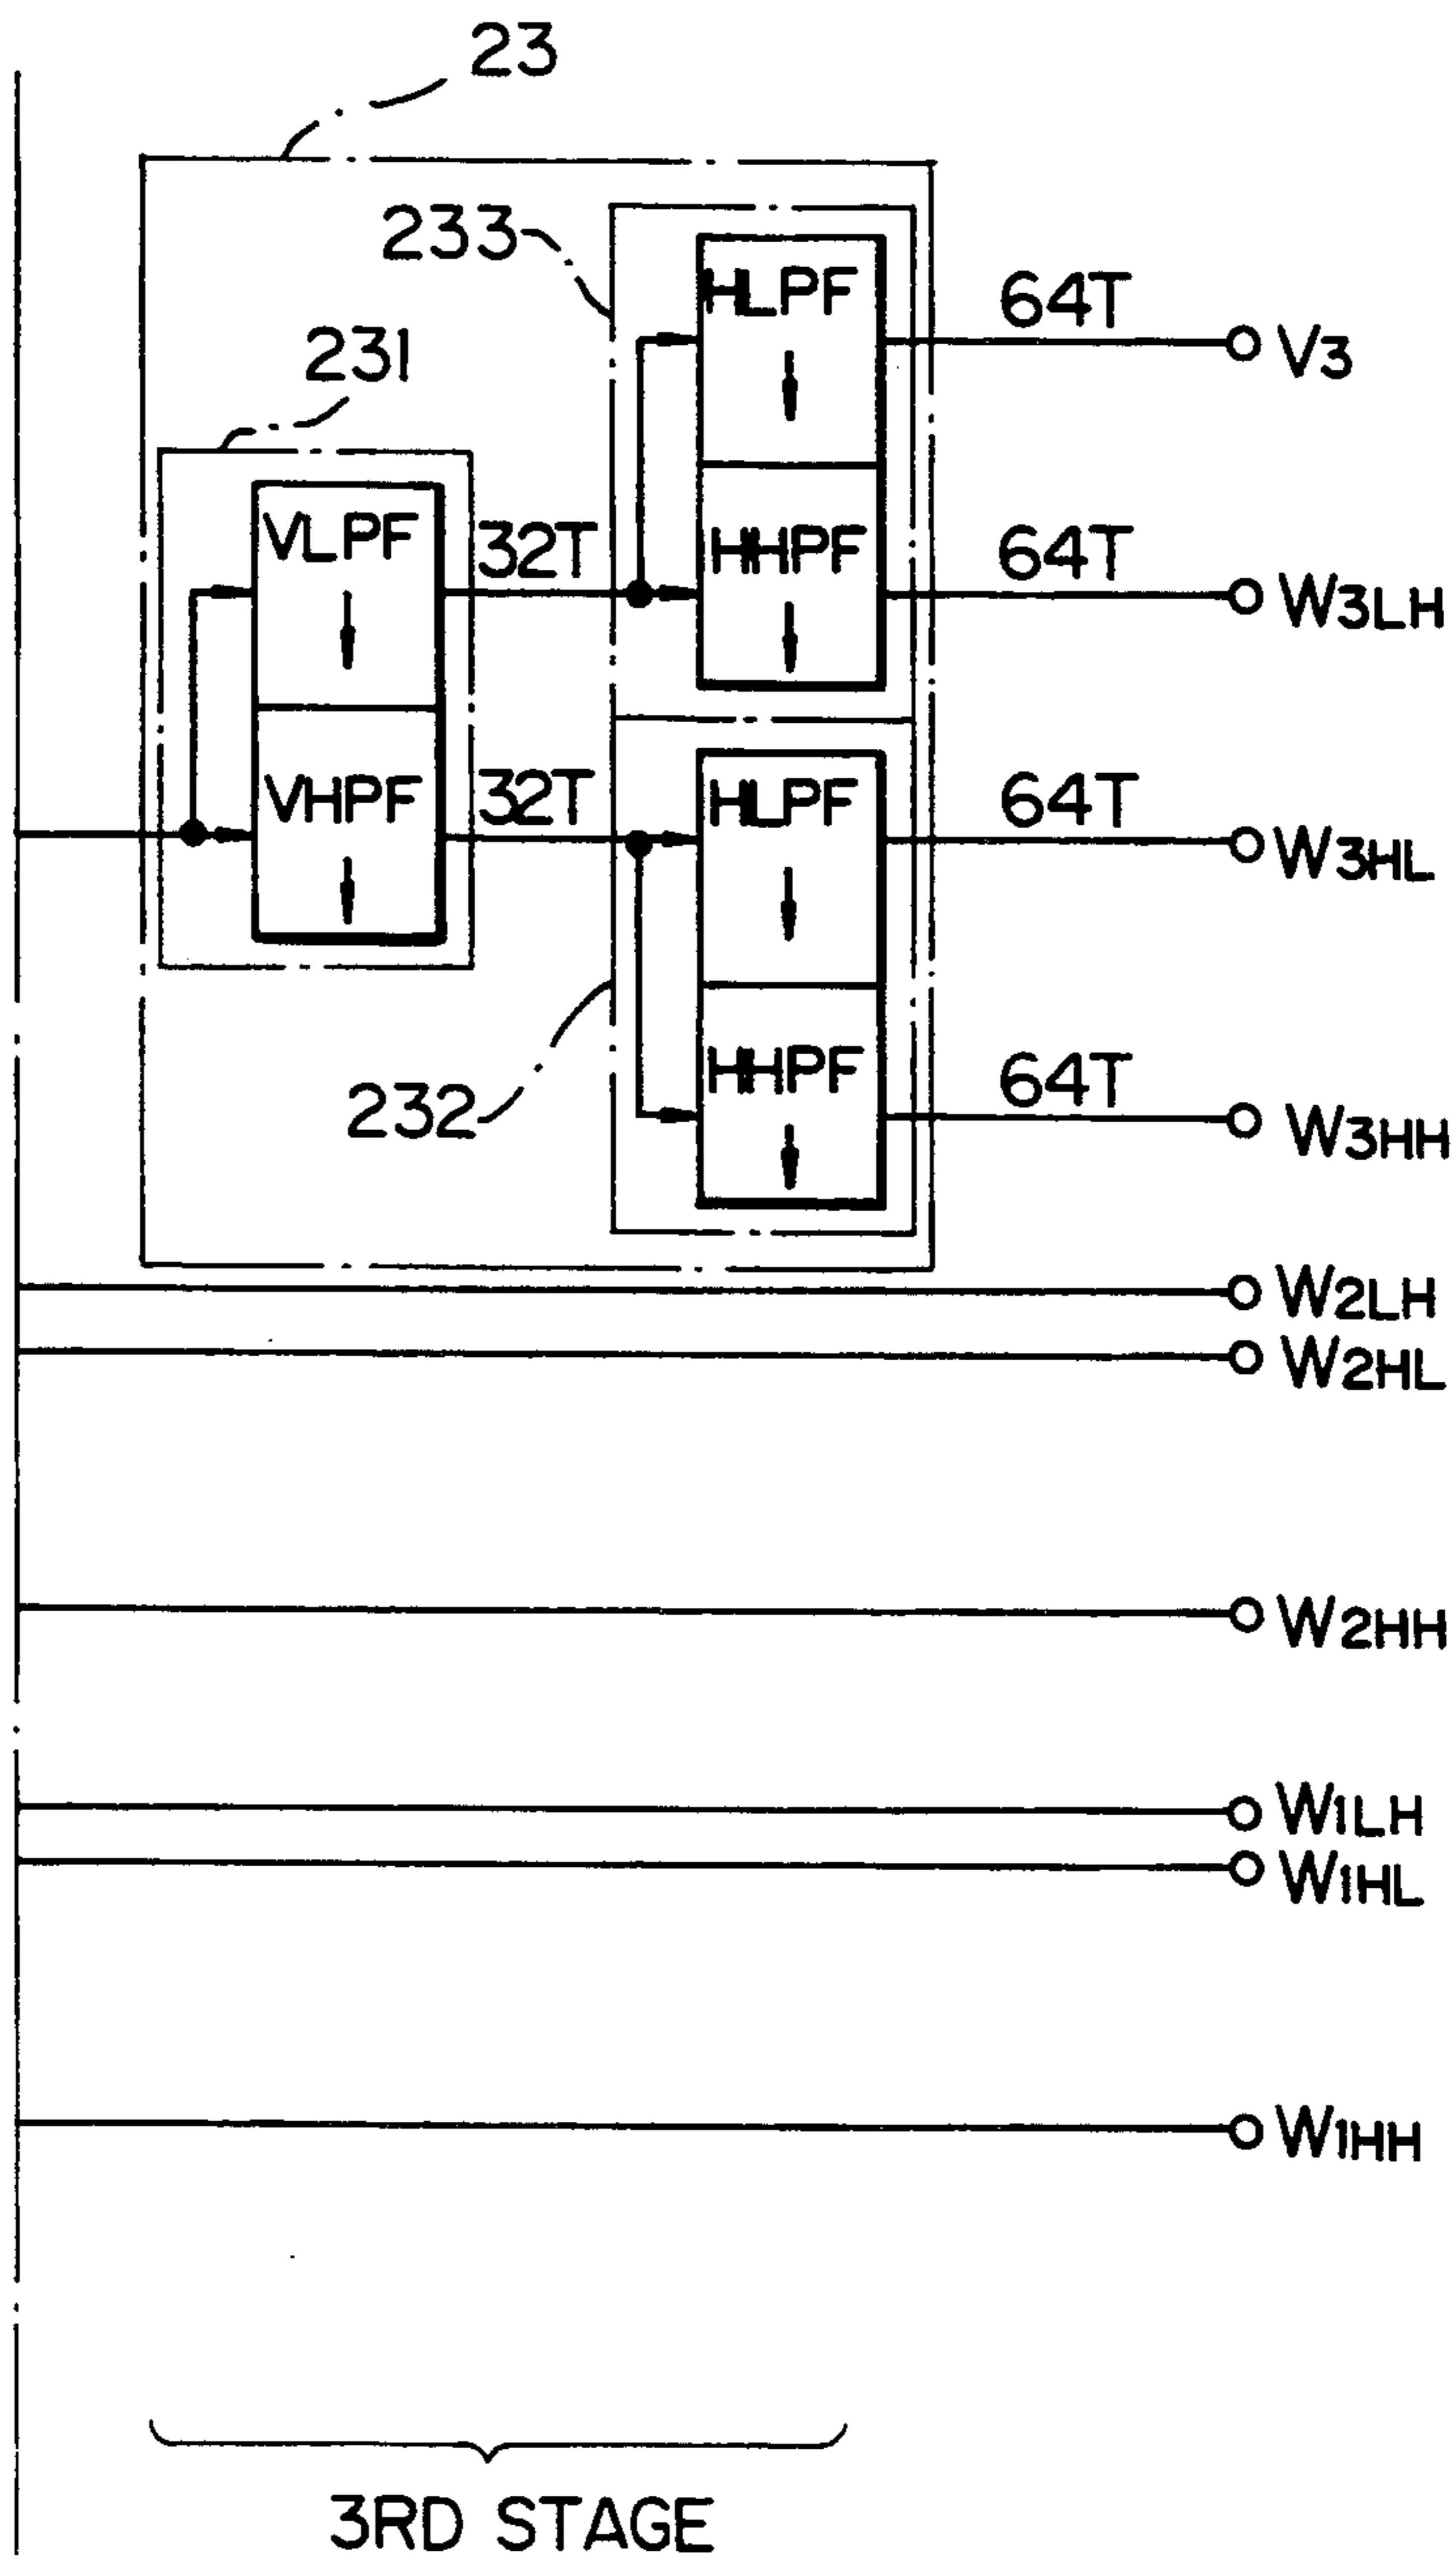 23
233
HLPF
64T
V3
231
VLPF
32T
HHPF
64T
W3LH
VHPF
32T
HLPF
64T
W3HL
232
HHPF
64T
W3HH
W2LH
W2HL
W2HH
W1LH
W1HL
W1HH
3RD STAGE